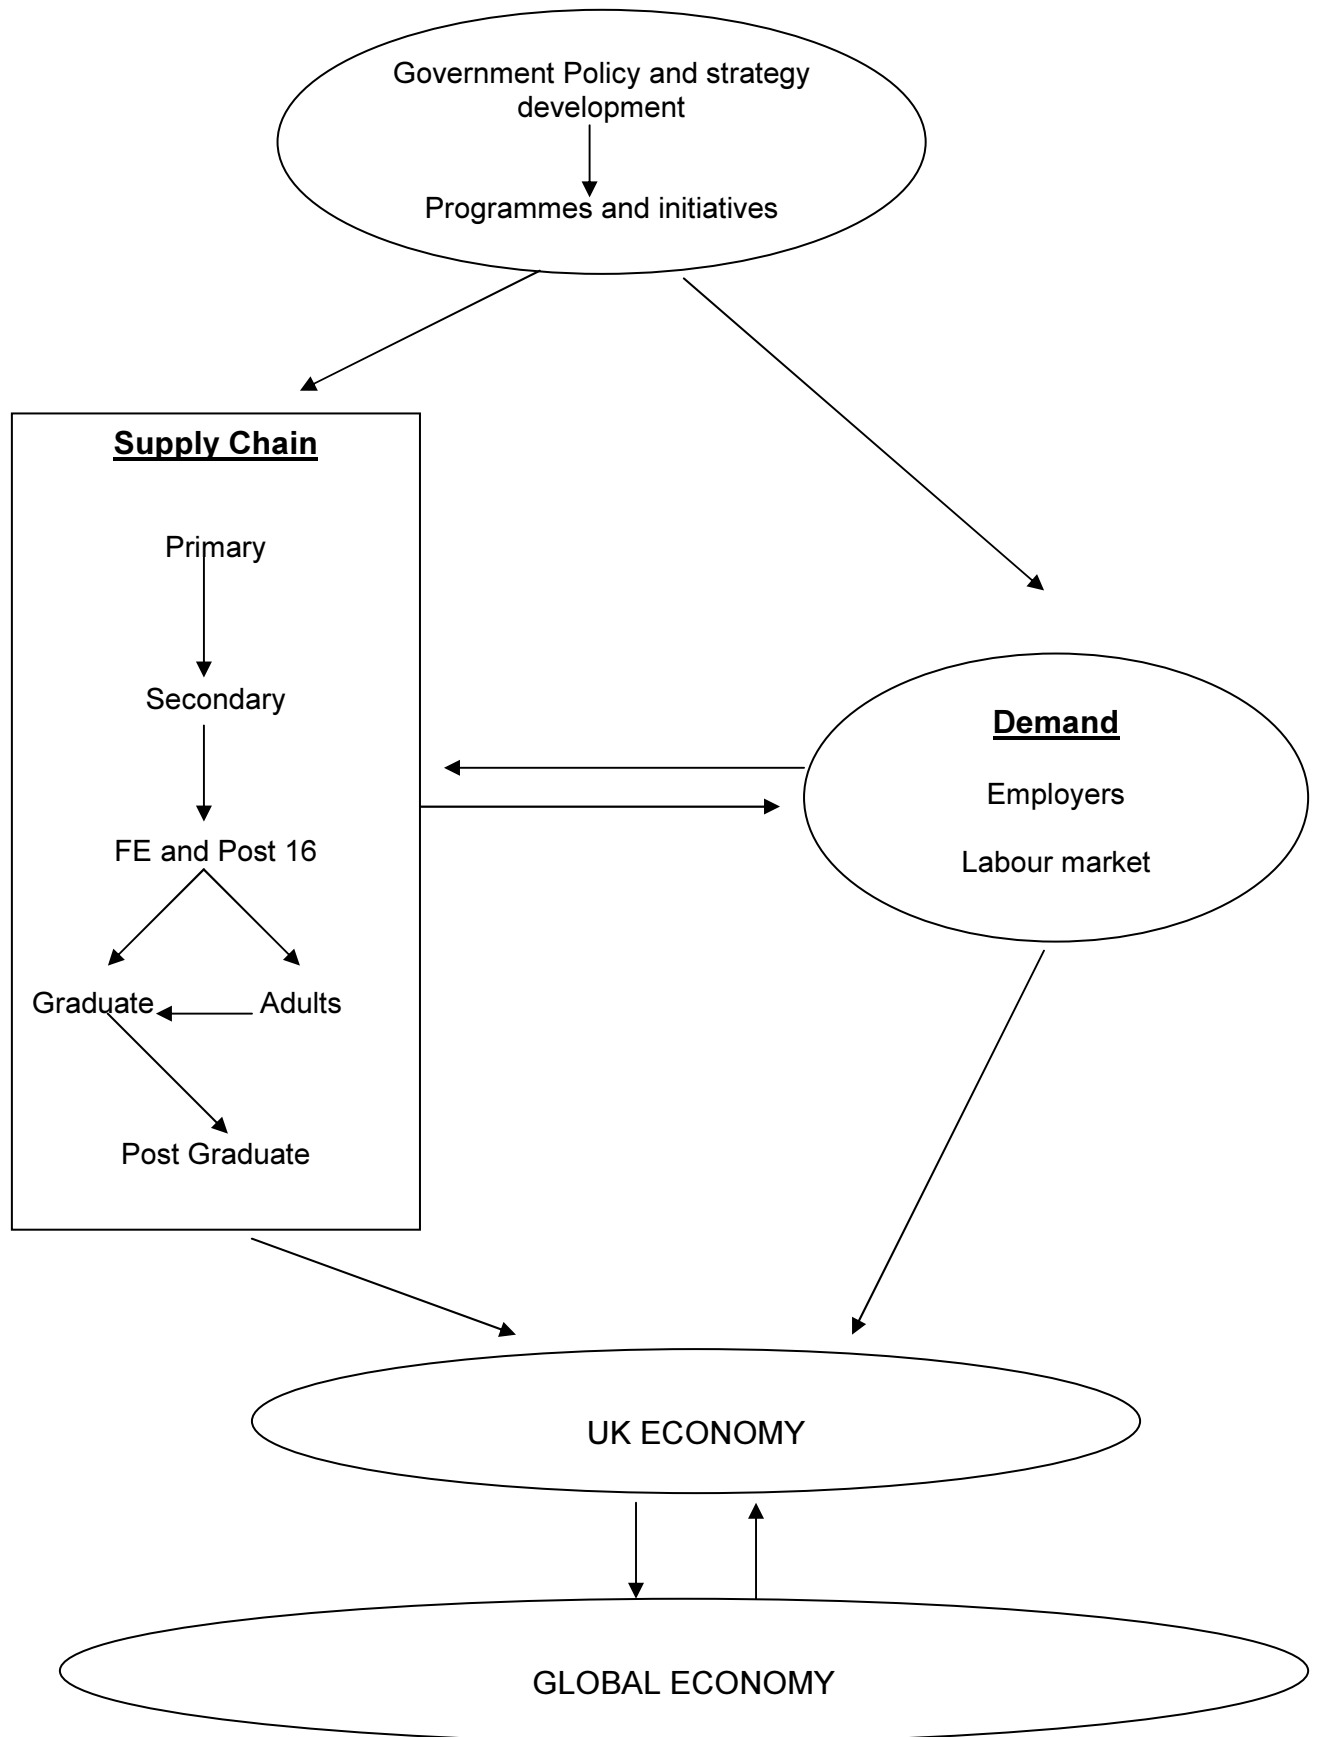 Government Policy and strategy
development
Programmes and initiatives
Supply Chain
Primary
Secondary
FE and Post 16
Graduate
Adults
Post Graduate
Demand
Employers
Labour market
UK ECONOMY
GLOBAL ECONOMY